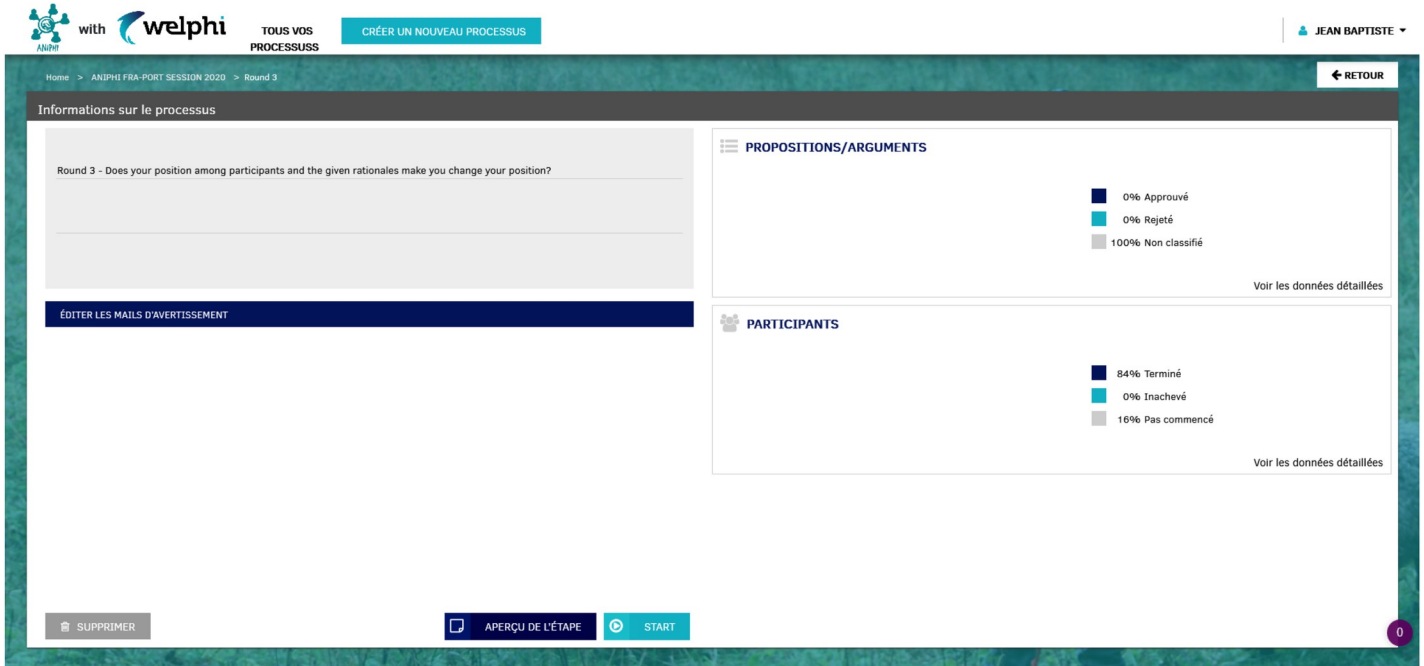 ANIPHI
with welphi
TOUS VOS
PROCESSUSS
CRÉER UN NOUVEAU PROCESSUS
JEAN BAPTISTE
Home > ANIPHI FRA-PORT SESSION 2020 > Round 3
RETOUR
Informations sur le processus
Round 3 - Does your position among participants and the given rationales make you change your position?
ÉDITER LES MAILS D'AVERTISSEMENT
PROPOSITIONS/ARGUMENTS
0% Approuvé
0% Rejeté
100% Non classifié
Voir les données détaillées
PARTICIPANTS
84% Terminé
0% Inachevé
16% Pas commencé
Voir les données détaillées
SUPPRIMER
APERÇU DE L'ÉTAPE
START
0